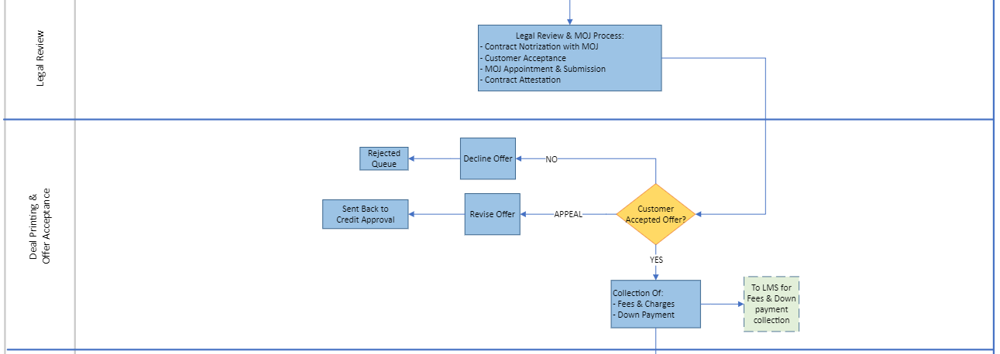 Legal Review
Legal Review & MOJ Process:
- Contract Notrization with MOJ
- Customer Acceptance
- MOJ Appointment & Submission
- Contract Attestation
Deal Printing &
Offer Acceptance
Rejected
Queue
Decline Offer
NO
Sent Back to
Credit Approval
Revise Offer
APPEAL
Customer
Accepted Offer?
YES
Collection Of:
- Fees & Charges
- Down Payment
To LMS for
Fees & Down
payment
collection